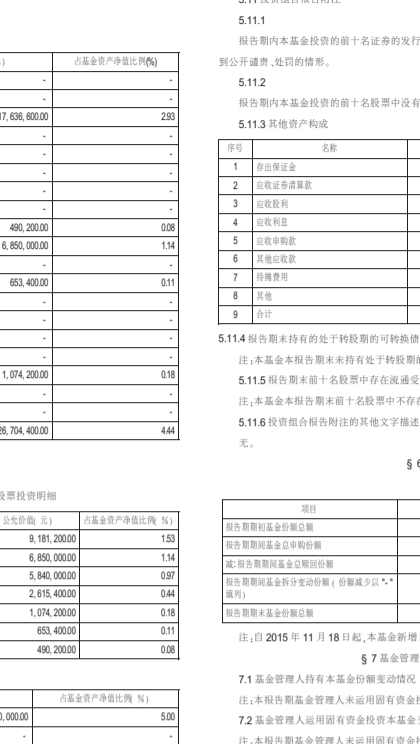 ） 占基金资产净值比例(%)
- -
- -
17, 636, 600.00 2.93
- -
- -
- -
- -
- -
490, 200.00 0.08
6, 850, 000.00 1.14
- -
653, 400.00 0.11
- -
- -
- -
1, 074, 200.00 0.18
- -
- -
26, 704, 400.00 4.44
股票投资明细
公允价值( 元) 占基金资产净值比例( %)
9, 181, 200.00 1.53
6, 850, 000.00 1.14
5, 840, 000.00 0.97
2, 615, 400.00 0.44
1, 074, 200.00 0.18
653, 400.00 0.11
490, 200.00 0.08
占基金资产净值比例( %)
0, 000.00 5.00
- -
5.11.1
报告期内本基金投资的前十名证券的发行
到公开谴责、处罚的情形。
5.11.2
报告期内本基金投资的前十名股票中没有
5.11.3 其他资产构成
序号 名称
1 存出保证金
2 应收证券清算款
3 应收股利
4 应收利息
5 应收申购款
6 其他应收款
7 待摊费用
8 其他
9 合计
5.11.4 报告期末持有的处于转股期的可转换债
注：本基金本报告期末未持有处于转股期的
5.11.5 报告期末前十名股票中存在流通受
注：本基金本报告期末前十名股票中不存在
5.11.6 投资组合报告附注的其他文字描述
无。
§ 6
项目
报告期期初基金份额总额
报告期期间基金总申购份额
减: 报告期期间基金总赎回份额
报告期期间基金拆分变动份额（ 份额减少以 "- "
填列）
报告期期末基金份额总额
注：自 2015 年 11 月 18 日起，本基金新增
§ 7 基金管理
7.1 基金管理人持有本基金份额变动情况
注：本报告期基金管理人未运用固有资金投
7.2 基金管理人运用固有资金投资本基金交
注：本报告期基金管理人未运用固有资金